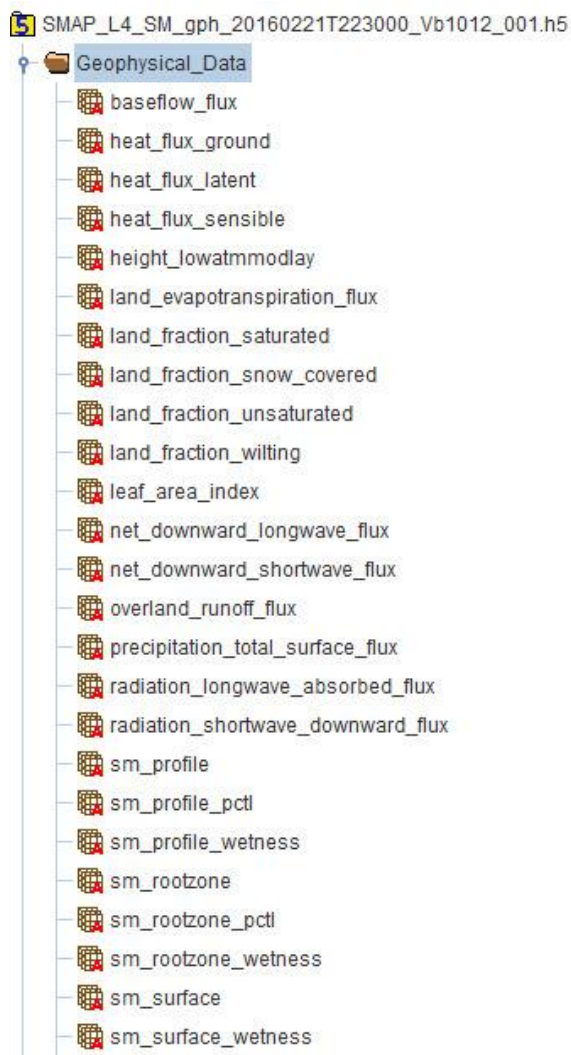 SMAP_L4_SM_gph_20160221T223000_Vb1012_001.h5
Geophysical_Data
baseflow_flux
heat_flux_ground
heat_flux_latent
heat_flux_sensible
height_lowatmmodlay
land_evapotranspiration_flux
land_fraction_saturated
land_fraction_snow_covered
land_fraction_unsaturated
land_fraction_wilting
leaf_area_index
net_downward_longwave_flux
net_downward_shortwave_flux
overland_runoff_flux
precipitation_total_surface_flux
radiation_longwave_absorbed_flux
radiation_shortwave_downward_flux
sm_profile
sm_profile_pctl
sm_profile_wetness
sm_rootzone
sm_rootzone_pctl
sm_rootzone_wetness
sm_surface
sm_surface_wetness